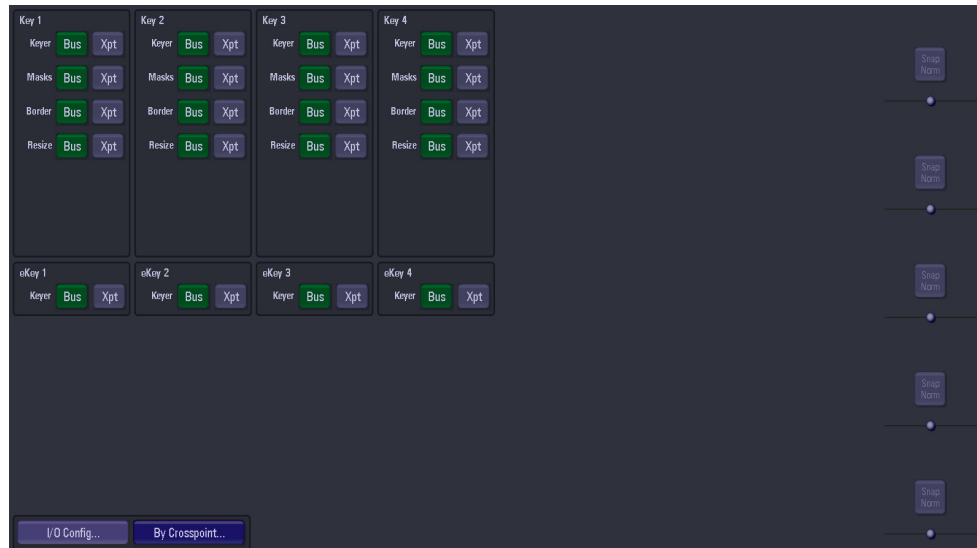 Key 1
Keyer Bus Xpt
Masks Bus Xpt
Border Bus Xpt
Resize Bus Xpt
Key 2
Keyer Bus Xpt
Masks Bus Xpt
Border Bus Xpt
Resize Bus Xpt
Key 3
Keyer Bus Xpt
Masks Bus Xpt
Border Bus Xpt
Resize Bus Xpt
Key 4
Keyer Bus Xpt
Masks Bus Xpt
Border Bus Xpt
Resize Bus Xpt
eKey 1
Keyer Bus Xpt
eKey 2
Keyer Bus Xpt
eKey 3
Keyer Bus Xpt
eKey 4
Keyer Bus Xpt
Snap
Norm
Snap
Norm
Snap
Norm
Snap
Norm
Snap
Norm
I/O Config...
By Crosspoint...